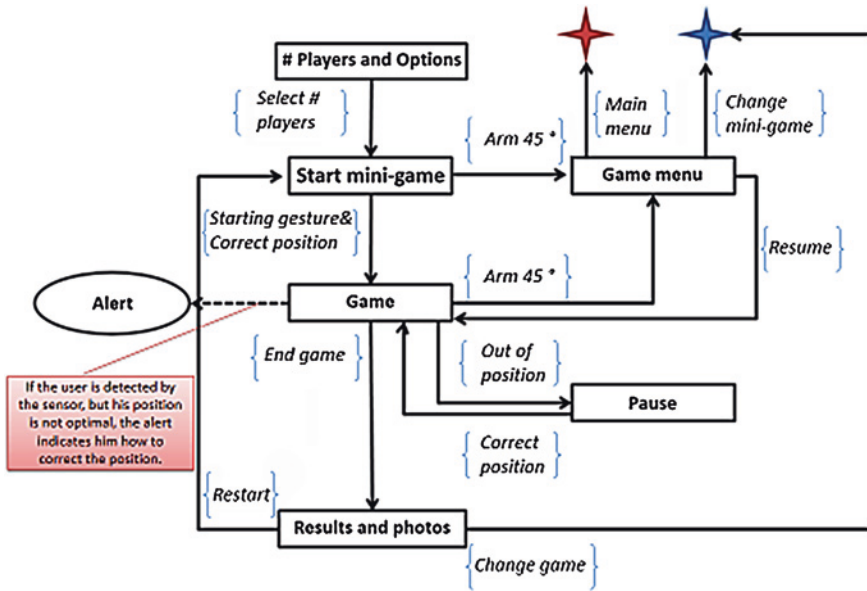 # Players and Options
Select #
players
Main
menu
Change
mini-game
Arm 45 °
Start mini-game
Game menu
Starting gesture&
Correct position
Resume
Arm 45 °
Alert
Game
End game
Out of
position
If the user is detected by
the sensor, but his position
is not optimal, the alert
indicates him how to
correct the position.
Pause
Correct
position
Restart
Results and photos
Change game